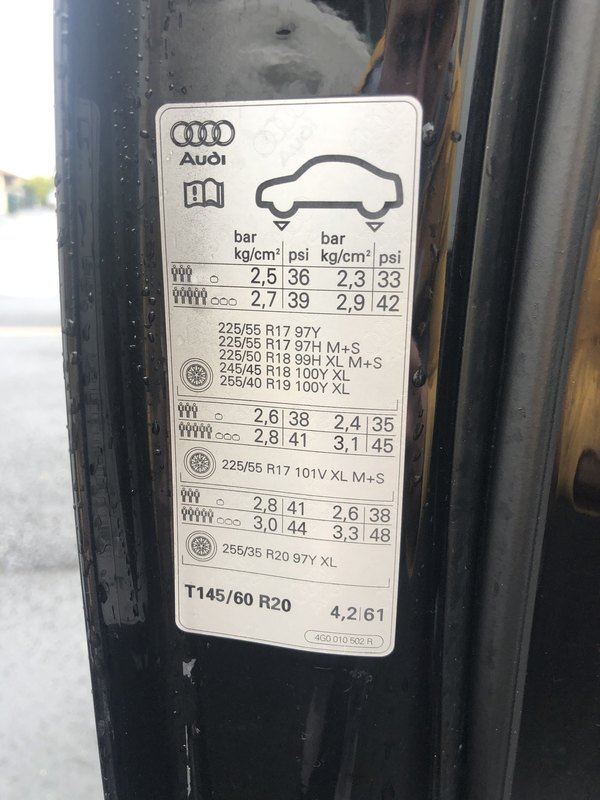 Audi
bar bar
kg/cm² psi kg/cm² psi
2,5 36 2,3 33
2,7 39 2,9 42
225/55 R17 97Y
225/55 R17 97H M+S
225/50 R18 99H XL M+S
245/45 R18 100Y XL
255/40 R19 100Y XL
2,6 38 2,4 35
2,8 41 3,1 45
225/55 R17 101V XL M+S
2,8 41 2,6 38
3,0 44 3,3 48
255/35 R20 97Y XL
T145/60 R20 4,2 61
4G0 010 502 R